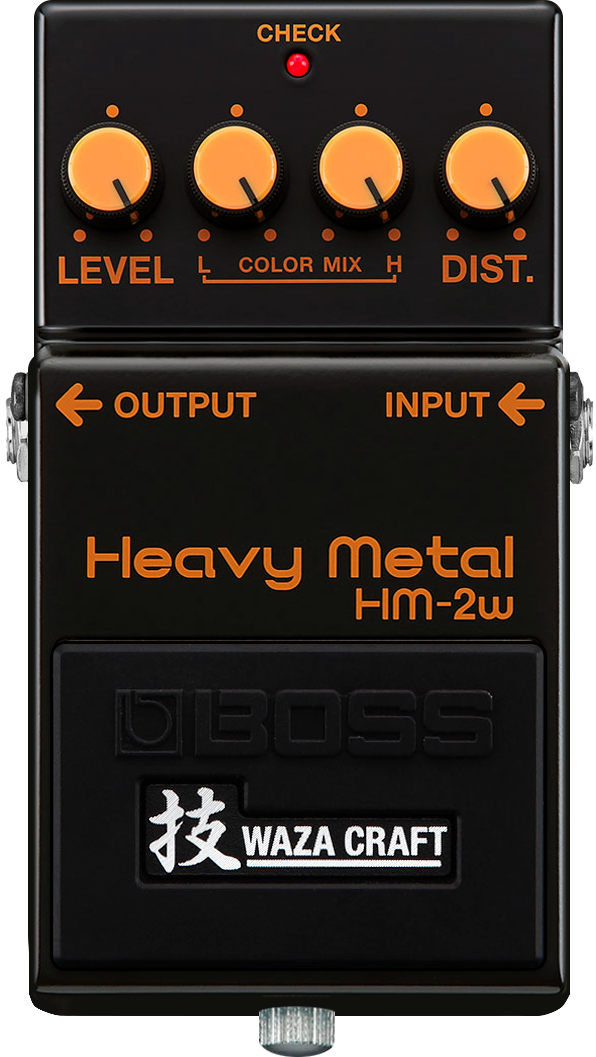 CHECK
LEVEL L COLOR MIX H DIST.
OUTPUT INPUT
Heavy Metal
HM-2w
BOSS
技 WAZA CRAFT